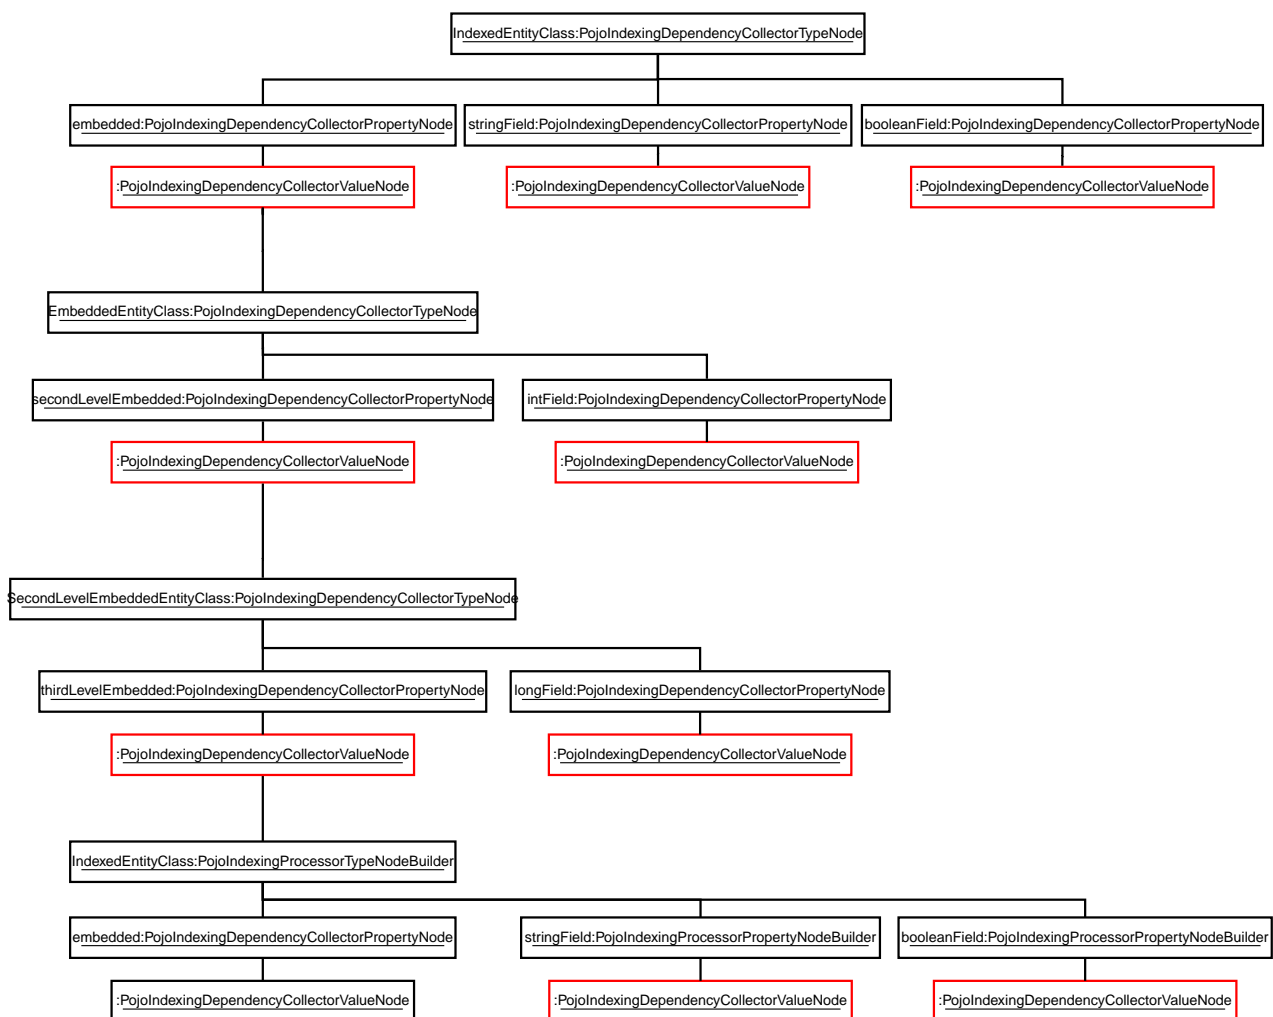 IndexedEntityClass:PojoIndexingDependencyCollectorTypeNode
embedded:PojoIndexingDependencyCollectorPropertyNode
stringField:PojoIndexingDependencyCollectorPropertyNode
booleanField:PojoIndexingDependencyCollectorPropertyNode
:PojoIndexingDependencyCollectorValueNode
:PojoIndexingDependencyCollectorValueNode
:PojoIndexingDependencyCollectorValueNode
EmbeddedEntityClass:PojoIndexingDependencyCollectorTypeNode
secondLevelEmbedded:PojoIndexingDependencyCollectorPropertyNode
intField:PojoIndexingDependencyCollectorPropertyNode
:PojoIndexingDependencyCollectorValueNode
:PojoIndexingDependencyCollectorValueNode
SecondLevelEmbeddedEntityClass:PojoIndexingDependencyCollectorTypeNode
thirdLevelEmbedded:PojoIndexingDependencyCollectorPropertyNode
longField:PojoIndexingDependencyCollectorPropertyNode
:PojoIndexingDependencyCollectorValueNode
:PojoIndexingDependencyCollectorValueNode
IndexedEntityClass:PojoIndexingProcessorTypeNodeBuilder
embedded:PojoIndexingDependencyCollectorPropertyNode
stringField:PojoIndexingProcessorPropertyNodeBuilder
booleanField:PojoIndexingProcessorPropertyNodeBuilder
:PojoIndexingDependencyCollectorValueNode
:PojoIndexingDependencyCollectorValueNode
:PojoIndexingDependencyCollectorValueNode